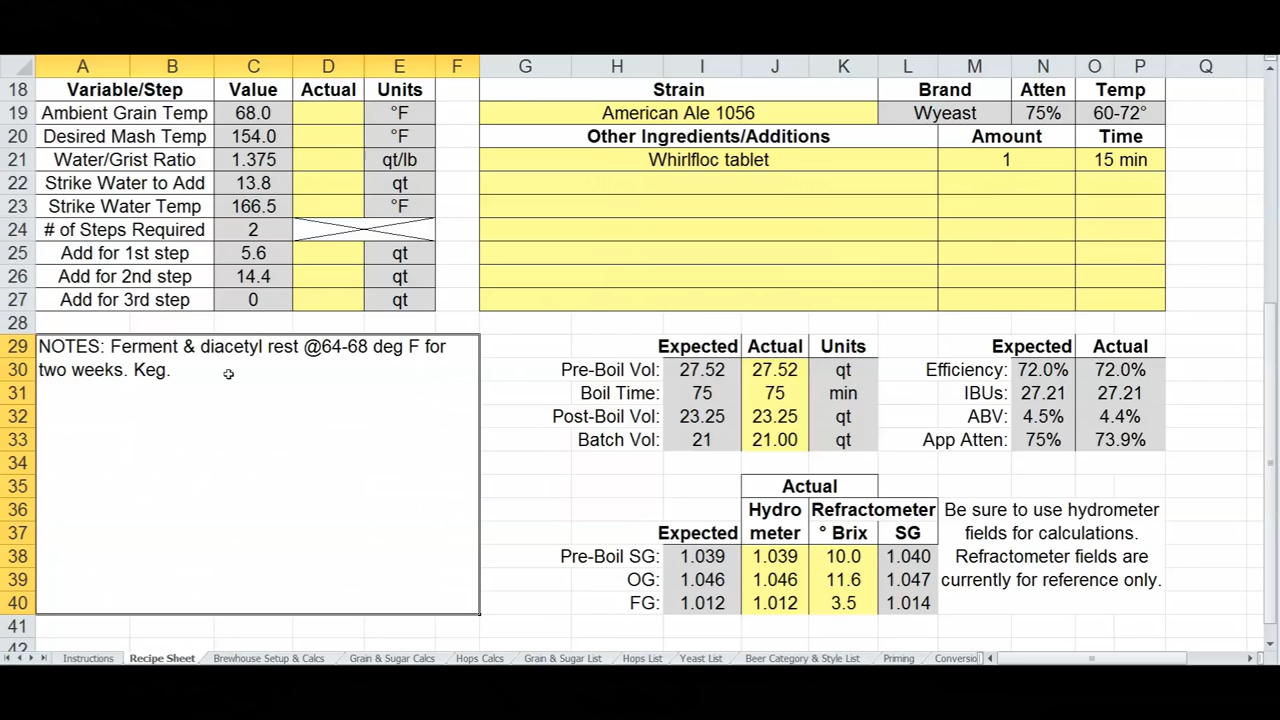 A B C D E F G H I J K L M N O P Q
18 Variable/Step Value Actual Units Strain Brand Atten Temp
19 Ambient Grain Temp 68.0 °F American Ale 1056 Wyeast 75% 60-72°
20 Desired Mash Temp 154.0 °F Other Ingredients/Additions Amount Time
21 Water/Grist Ratio 1.375 qt/lb Whirlfloc tablet 1 15 min
22 Strike Water to Add 13.8 qt
23 Strike Water Temp 166.5 °F
24 # of Steps Required 2
25 Add for 1st step 5.6 qt
26 Add for 2nd step 14.4 qt
27 Add for 3rd step 0 qt
28
29 NOTES: Ferment & diacetyl rest @64-68 deg F for Expected Actual Units Expected Actual
30 two weeks. Keg. Pre-Boil Vol: 27.52 27.52 qt Efficiency: 72.0% 72.0%
31 Boil Time: 75 75 min IBUs: 27.21 27.21
32 Post-Boil Vol: 23.25 23.25 qt ABV: 4.5% 4.4%
33 Batch Vol: 21 21.00 qt App Atten: 75% 73.9%
34
35 Actual
36 Hydro Refractometer Be sure to use hydrometer
37 Expected meter ° Brix SG fields for calculations.
38 Pre-Boil SG: 1.039 1.039 10.0 1.040 Refractometer fields are
39 OG: 1.046 1.046 11.6 1.047 currently for reference only.
40 FG: 1.012 1.012 3.5 1.014
41
42
Instructions Recipe Sheet Brewhouse Setup & Calcs Grain & Sugar Calcs Hops Calcs Grain & Sugar List Hops List Yeast List Beer Category & Style List Priming Conversio